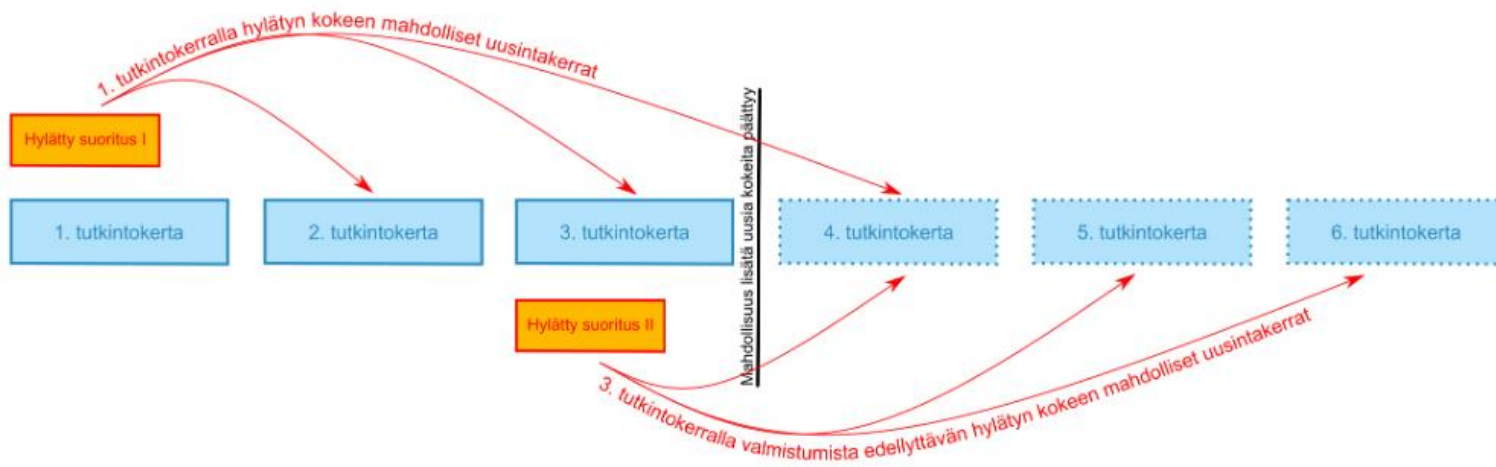 1. tutkintokerralla hylätyn kokeen mahdolliset uusintakerrat
Hylätty suoritus I
1. tutkintokerta
2. tutkintokerta
3. tutkintokerta
Mahdollisuus lisätä uusia kokeita päättyy
4. tutkintokerta
5. tutkintokerta
6. tutkintokerta
Hylätty suoritus II
3. tutkintokerralla valmistumista edellyttävän hylätyn kokeen mahdolliset uusintakerrat